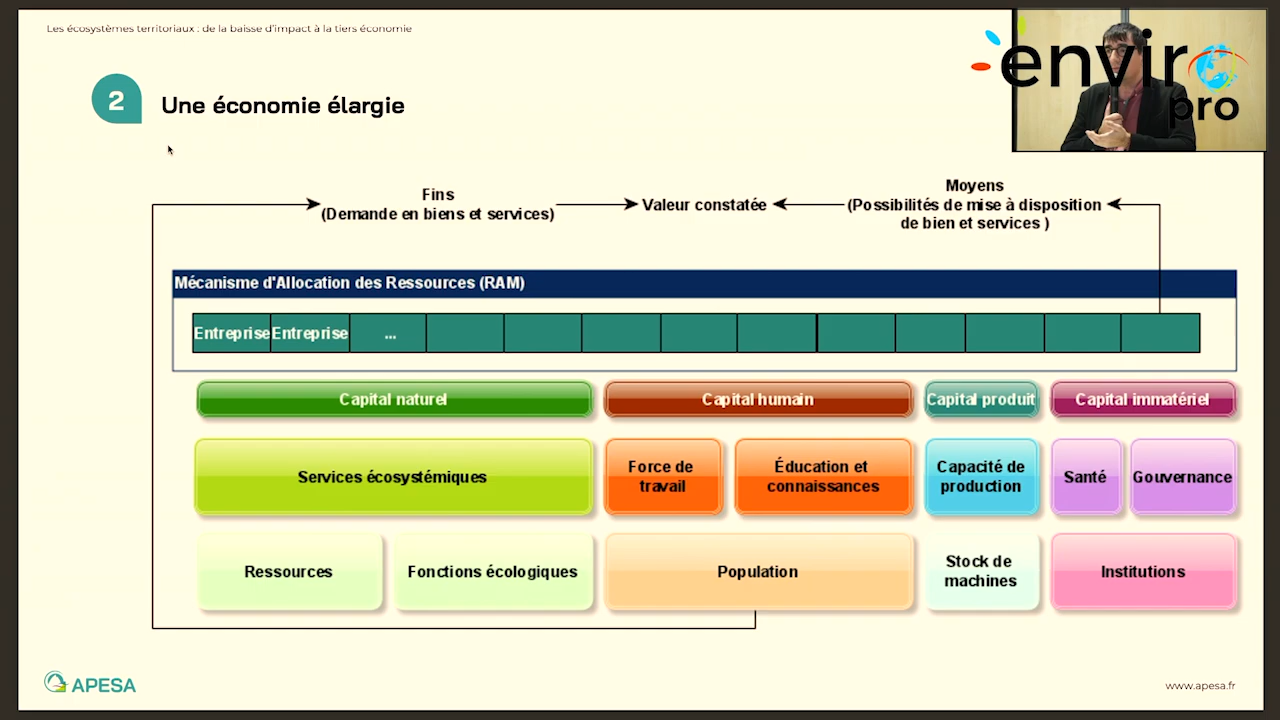 Les écosystèmes territoriaux : de la baisse d'impact à la tiers économie
enviro
pro
2
Une économie élargie
Fins
(Demande en biens et services)
Valeur constatée
Moyens
(Possibilités de mise à disposition
de bien et services )
Mécanisme d'Allocation des Ressources (RAM)
Entreprise Entreprise ...
Capital naturel
Capital humain
Capital produit
Capital immatériel
Services écosystémiques
Force de
travail
Éducation et
connaissances
Capacité de
production
Santé
Gouvernance
Ressources
Fonctions écologiques
Population
Stock de
machines
Institutions
APESA
www.apesa.fr